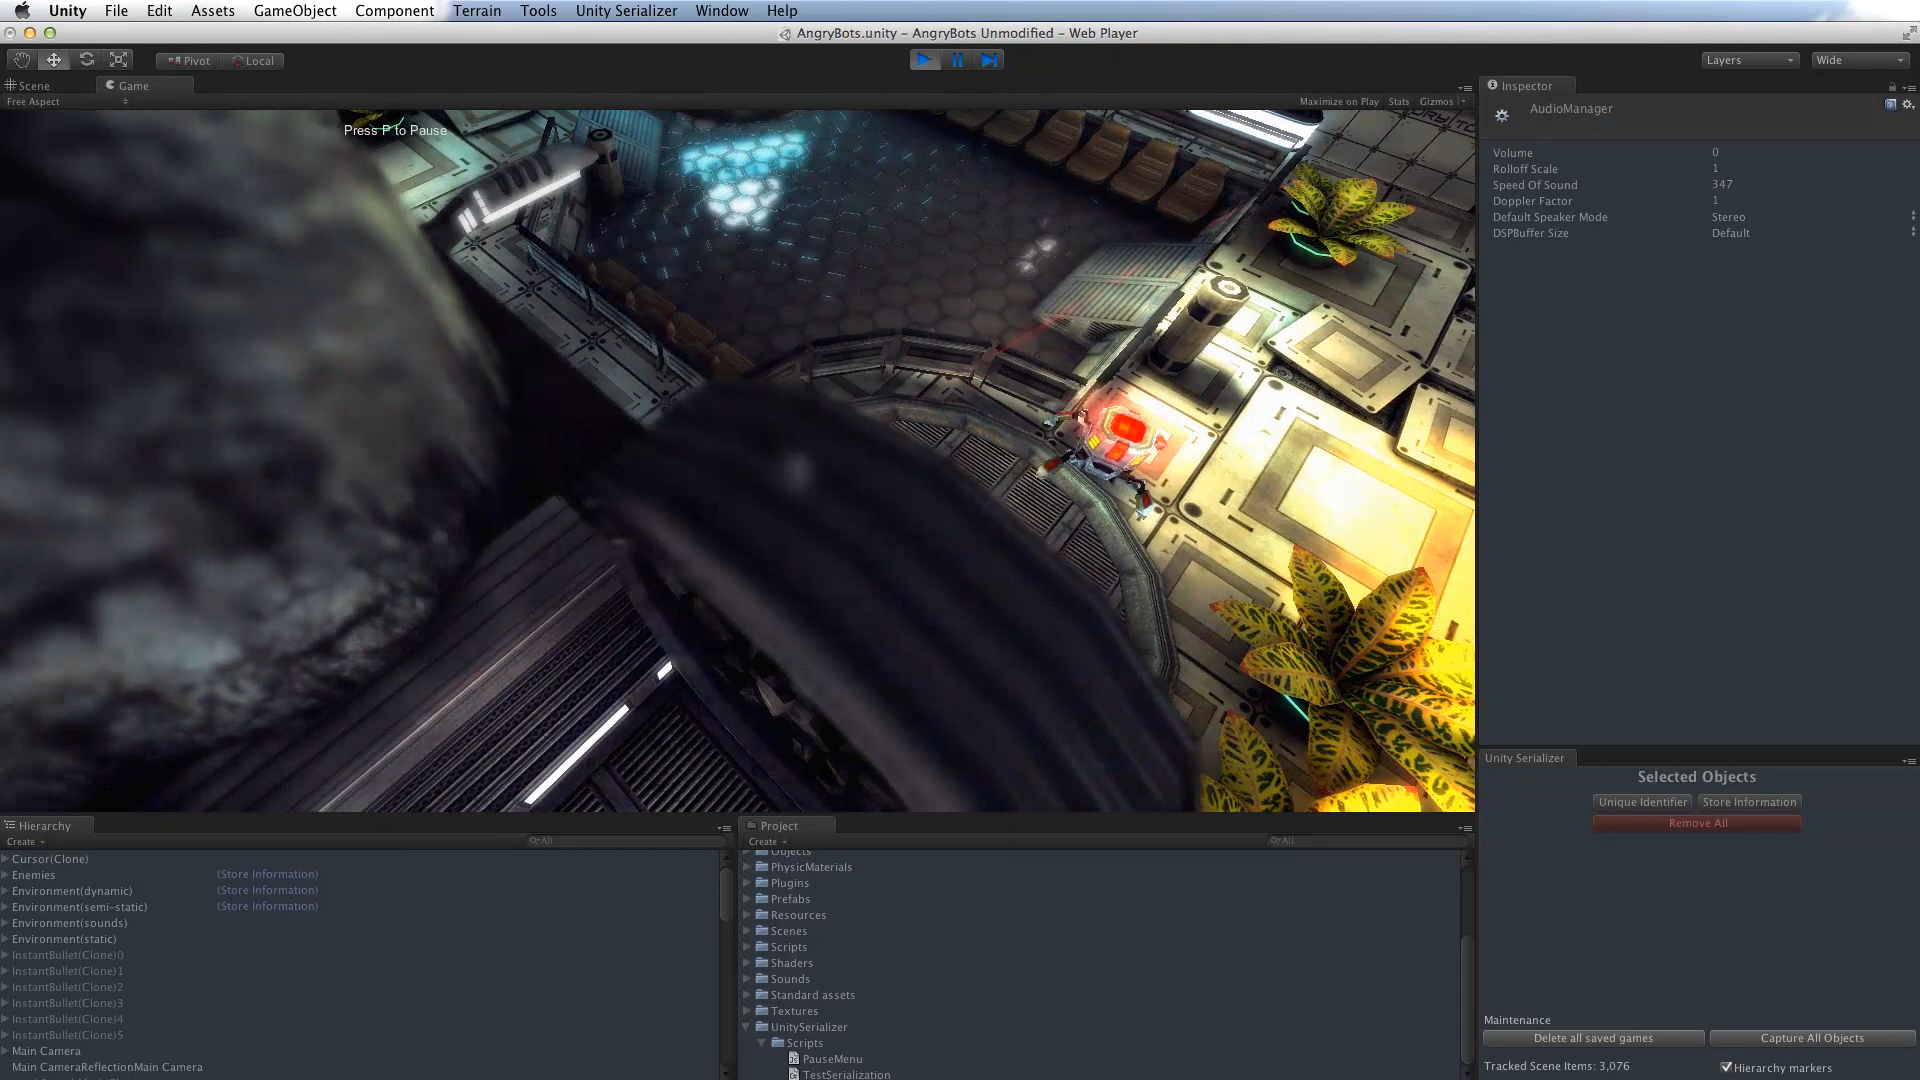 Unity File Edit Assets GameObject Component Terrain Tools Unity Serializer Window Help
AngryBots.unity – AngryBots Unmodified – Web Player
Pivot Local
Layers Wide
Scene Game
Free Aspect
Maximize on Play Stats Gizmos
Press P to Pause
Inspector
AudioManager
Volume 0
Rolloff Scale 1
Speed Of Sound 347
Doppler Factor 1
Default Speaker Mode Stereo
DSPBuffer Size Default
Unity Serializer
Selected Objects
Unique Identifier Store Information
Remove All
Maintenance
Delete all saved games Capture All Objects
Tracked Scene Items: 3,076 Hierarchy markers
Hierarchy
Create All
Cursor(Clone)
Enemies (Store Information)
Environment(dynamic) (Store Information)
Environment(semi-static) (Store Information)
Environment(sounds)
Environment(static)
InstantBullet(Clone)0
InstantBullet(Clone)1
InstantBullet(Clone)2
InstantBullet(Clone)3
InstantBullet(Clone)4
InstantBullet(Clone)5
Main Camera
Main CameraReflectionMain Camera
Project
Create All
Objects
PhysicMaterials
Plugins
Prefabs
Resources
Scenes
Scripts
Shaders
Sounds
Standard assets
Textures
UnitySerializer
Scripts
PauseMenu
TestSerialization